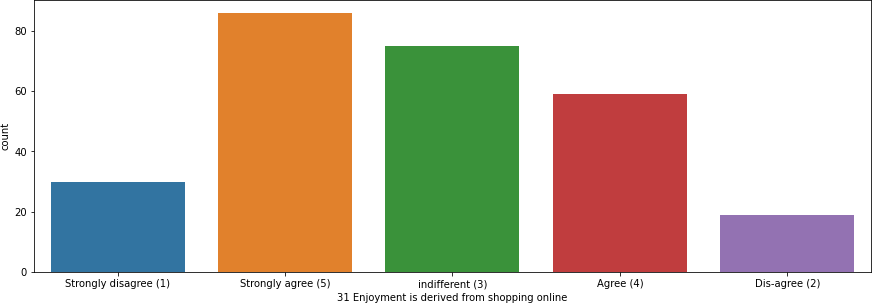 80
60
40
20
0
count
Strongly disagree (1) Strongly agree (5) indifferent (3) Agree (4) Dis-agree (2)
31 Enjoyment is derived from shopping online